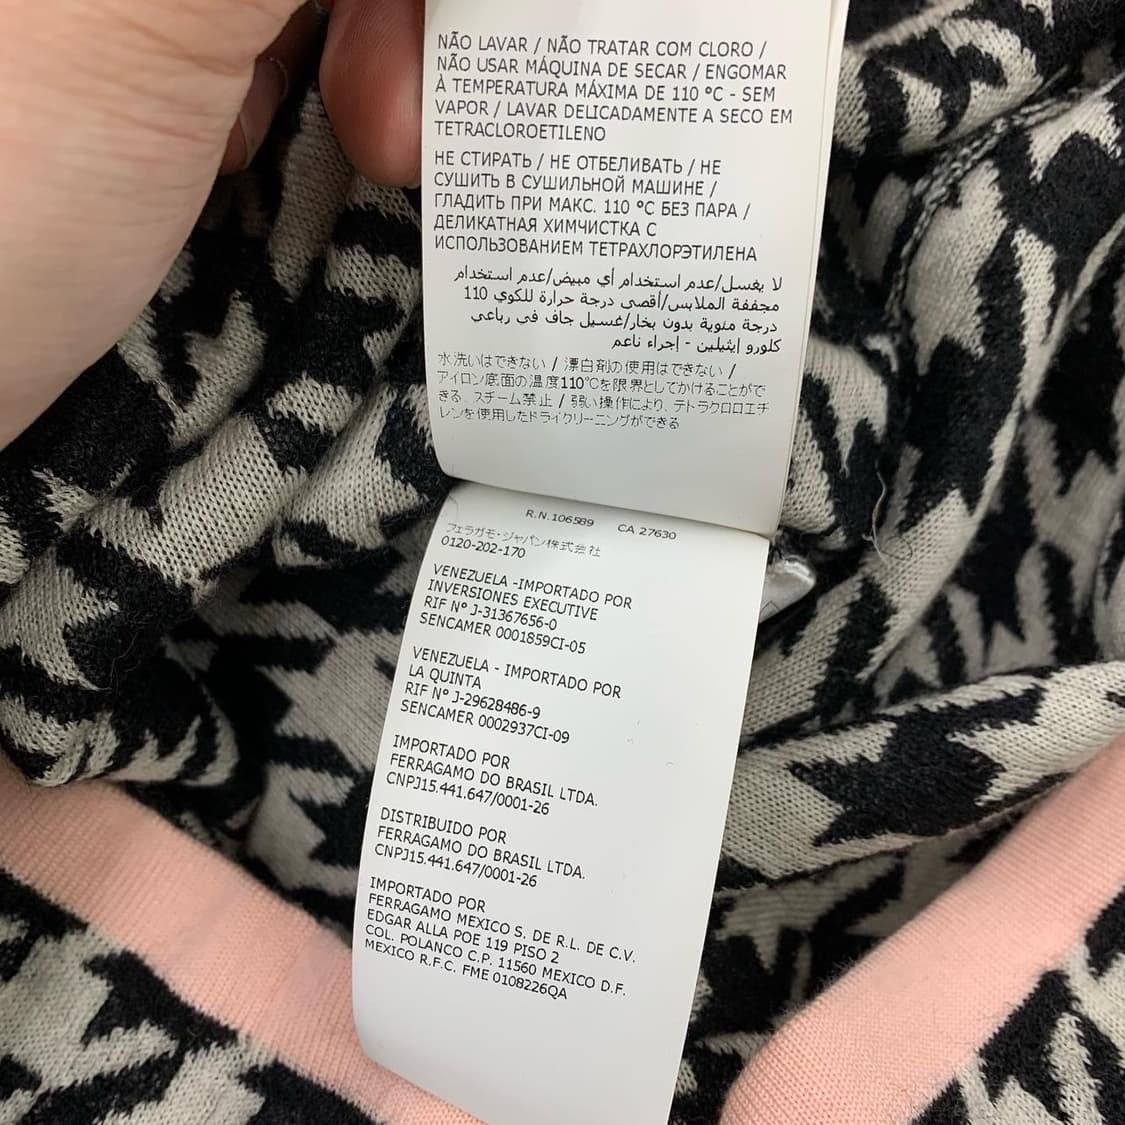 NÃO LAVAR / NÃO TRATAR COM CLORO /
NÃO USAR MÁQUINA DE SECAR / ENGOMAR
À TEMPERATURA MÁXIMA DE 110 °C - SEM
VAPOR / LAVAR DELICADAMENTE A SECO EM
TETRACLOROETILENO
НЕ СТИРАТЬ / НЕ ОТБЕЛИВАТЬ / НЕ
СУШИТЬ В СУШИЛЬНОЙ МАШИНЕ /
ГЛАДИТЬ ПРИ МАКС. 110 °С БЕЗ ПАРА /
ДЕЛИКАТНАЯ ХИМЧИСТКА С
ИСПОЛЬЗОВАНИЕМ ТЕТРАХЛОРЭТИЛЕНА
لا يغسل/عدم استخدام أي مبيض/عدم استخدام
مجففة الملابس/أقصى درجة حرارة للكوي 110
درجة مئوية بدون بخار/غسيل جاف في رباعي
كلورو إيثيلين - إجراء ناعم
水洗いはできない / 漂白剤の使用はできない /
アイロン底面の温度110℃を限界としてかけることがで
きる、スチーム禁止 / 弱い操作により、テトラクロロエチ
レンを使用したドライクリーニングができる
R.N.106589 CA 27630
フェラガモ・ジャパン株式会社
0120-202-170
VENEZUELA -IMPORTADO POR
INVERSIONES EXECUTIVE
RIF Nº J-31367656-0
SENCAMER 0001859CI-05
VENEZUELA - IMPORTADO POR
LA QUINTA
RIF Nº J-29628486-9
SENCAMER 0002937CI-09
IMPORTADO POR
FERRAGAMO DO BRASIL LTDA.
CNPJ15.441.647/0001-26
DISTRIBUIDO POR
FERRAGAMO DO BRASIL LTDA.
CNPJ15.441.647/0001-26
IMPORTADO POR
FERRAGAMO MEXICO S. DE R.L. DE C.V.
EDGAR ALLA POE 119 PISO 2
COL. POLANCO C.P. 11560 MEXICO D.F.
MEXICO R.F.C. FME 0108226QA